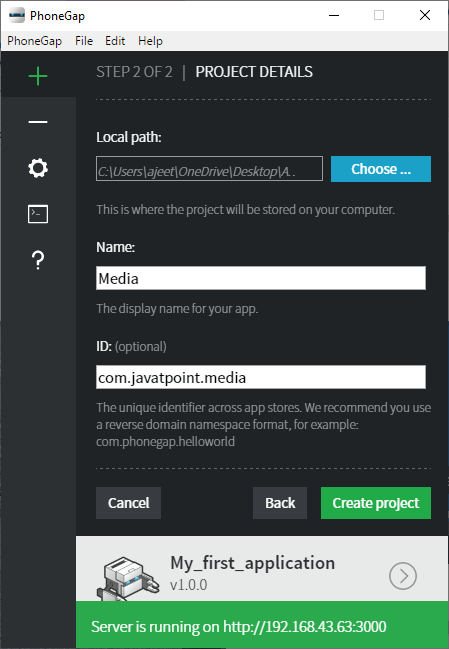 PhoneGap
PhoneGap File Edit Help
STEP 2 OF 2 | PROJECT DETAILS
Local path:
C:\Users\ajeet\OneDrive\Desktop\A..
Choose ...
This is where the project will be stored on your computer.
Name:
Media
The display name for your app.
ID: (optional)
com.javatpoint.media
The unique identifier across app stores. We recommend you use
a reverse domain namespace format, for example:
com.phonegap.helloworld
Cancel Back Create project
My_first_application
v1.0.0
Server is running on http://192.168.43.63:3000